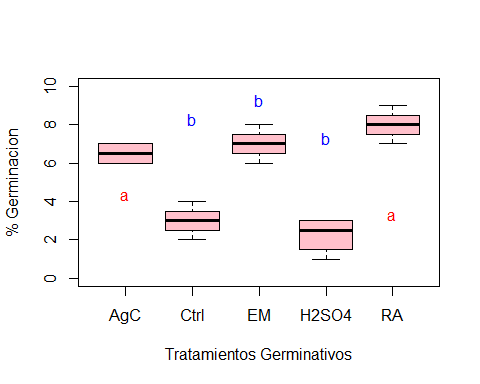 % Germinacion
10
8
6
4
2
0
b
b
b
a
a
AgC Ctrl EM H2SO4 RA
Tratamientos Germinativos